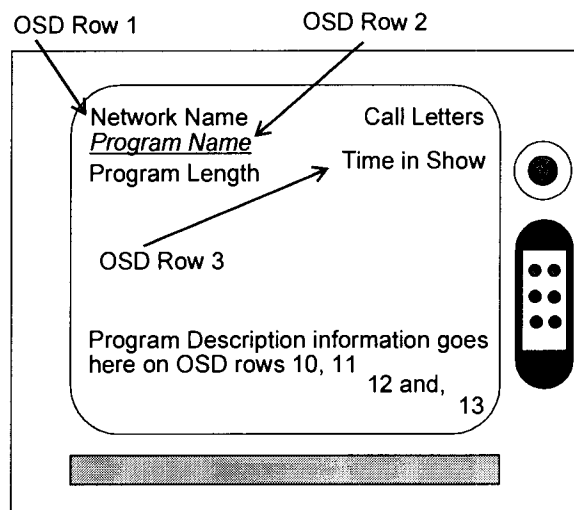 OSD Row 1
OSD Row 2
Network Name
Call Letters
Program Name
Program Length
Time in Show
OSD Row 3
Program Description information goes
here on OSD rows 10, 11
12 and,
13